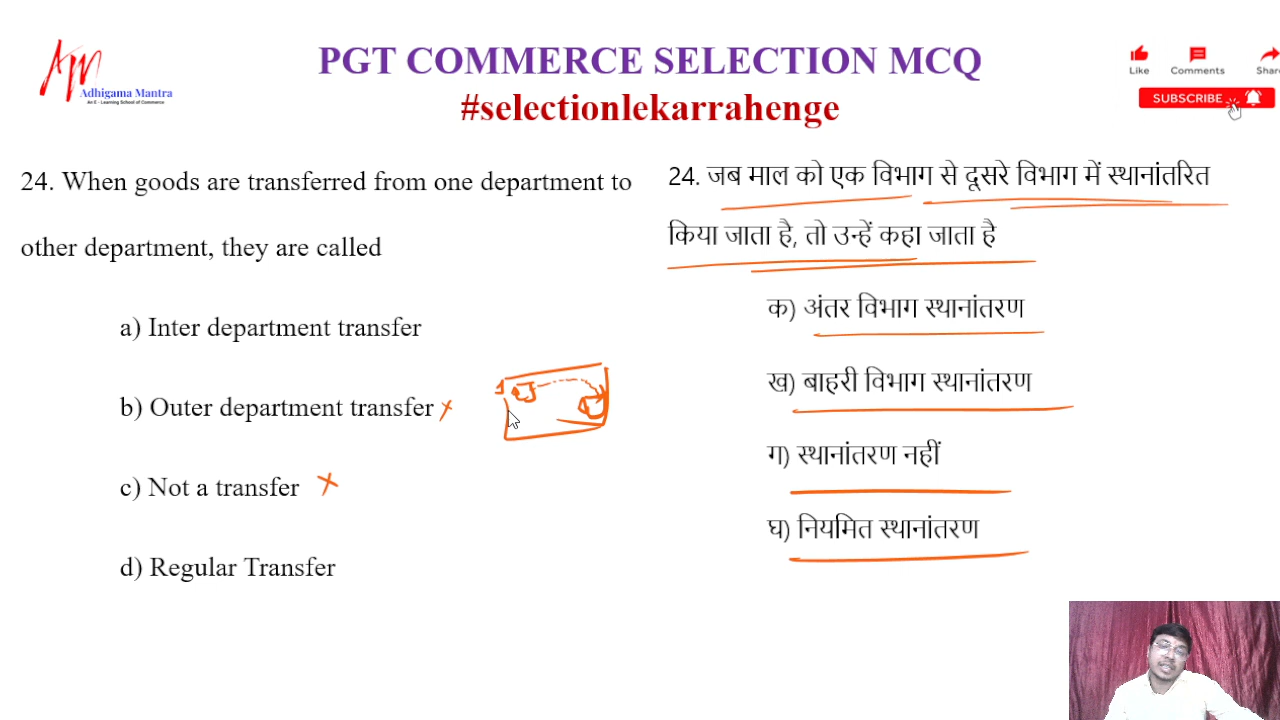 Adhigama Mantra
An E - Learning School of Commerce
PGT COMMERCE SELECTION MCQ
#selectionlekarrahenge
Like
Comments
Share
SUBSCRIBE
24. When goods are transferred from one department to
other department, they are called
a) Inter department transfer
b) Outer department transfer
c) Not a transfer
d) Regular Transfer
24. जब माल को एक विभाग से दूसरे विभाग में स्थानांतरित
किया जाता है, तो उन्हें कहा जाता है
क) अंतर विभाग स्थानांतरण
ख) बाहरी विभाग स्थानांतरण
ग) स्थानांतरण नहीं
घ) नियमित स्थानांतरण